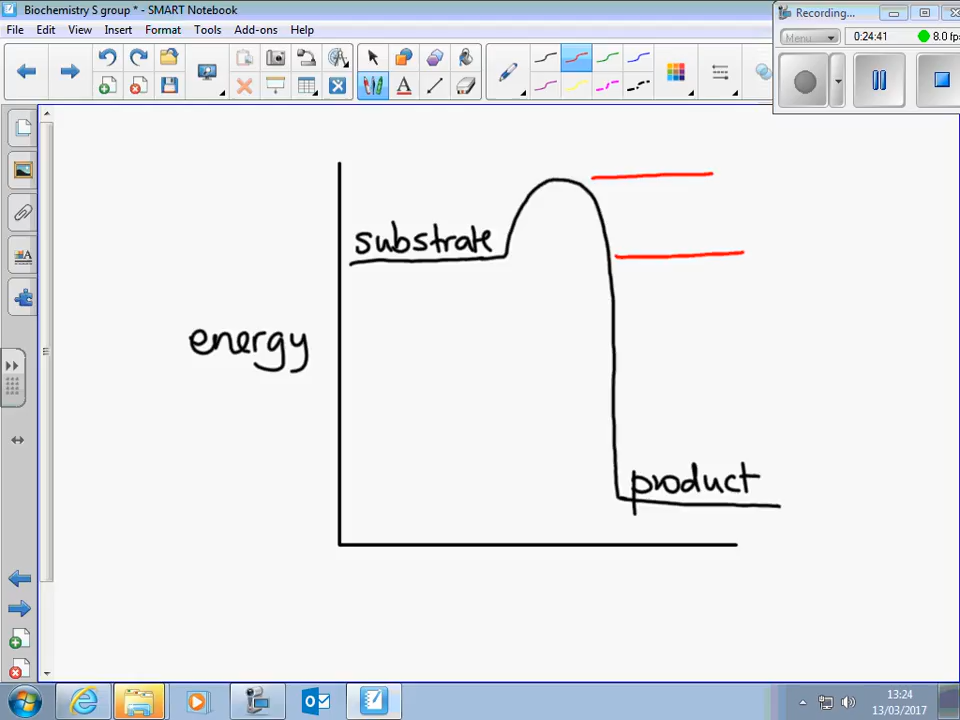 Biochemistry S group * - SMART Notebook
File Edit View Insert Format Tools Add-ons Help
Recording...
Menu
0:24:41
8.0 fps
substrate
energy
product
13:24
13/03/2017